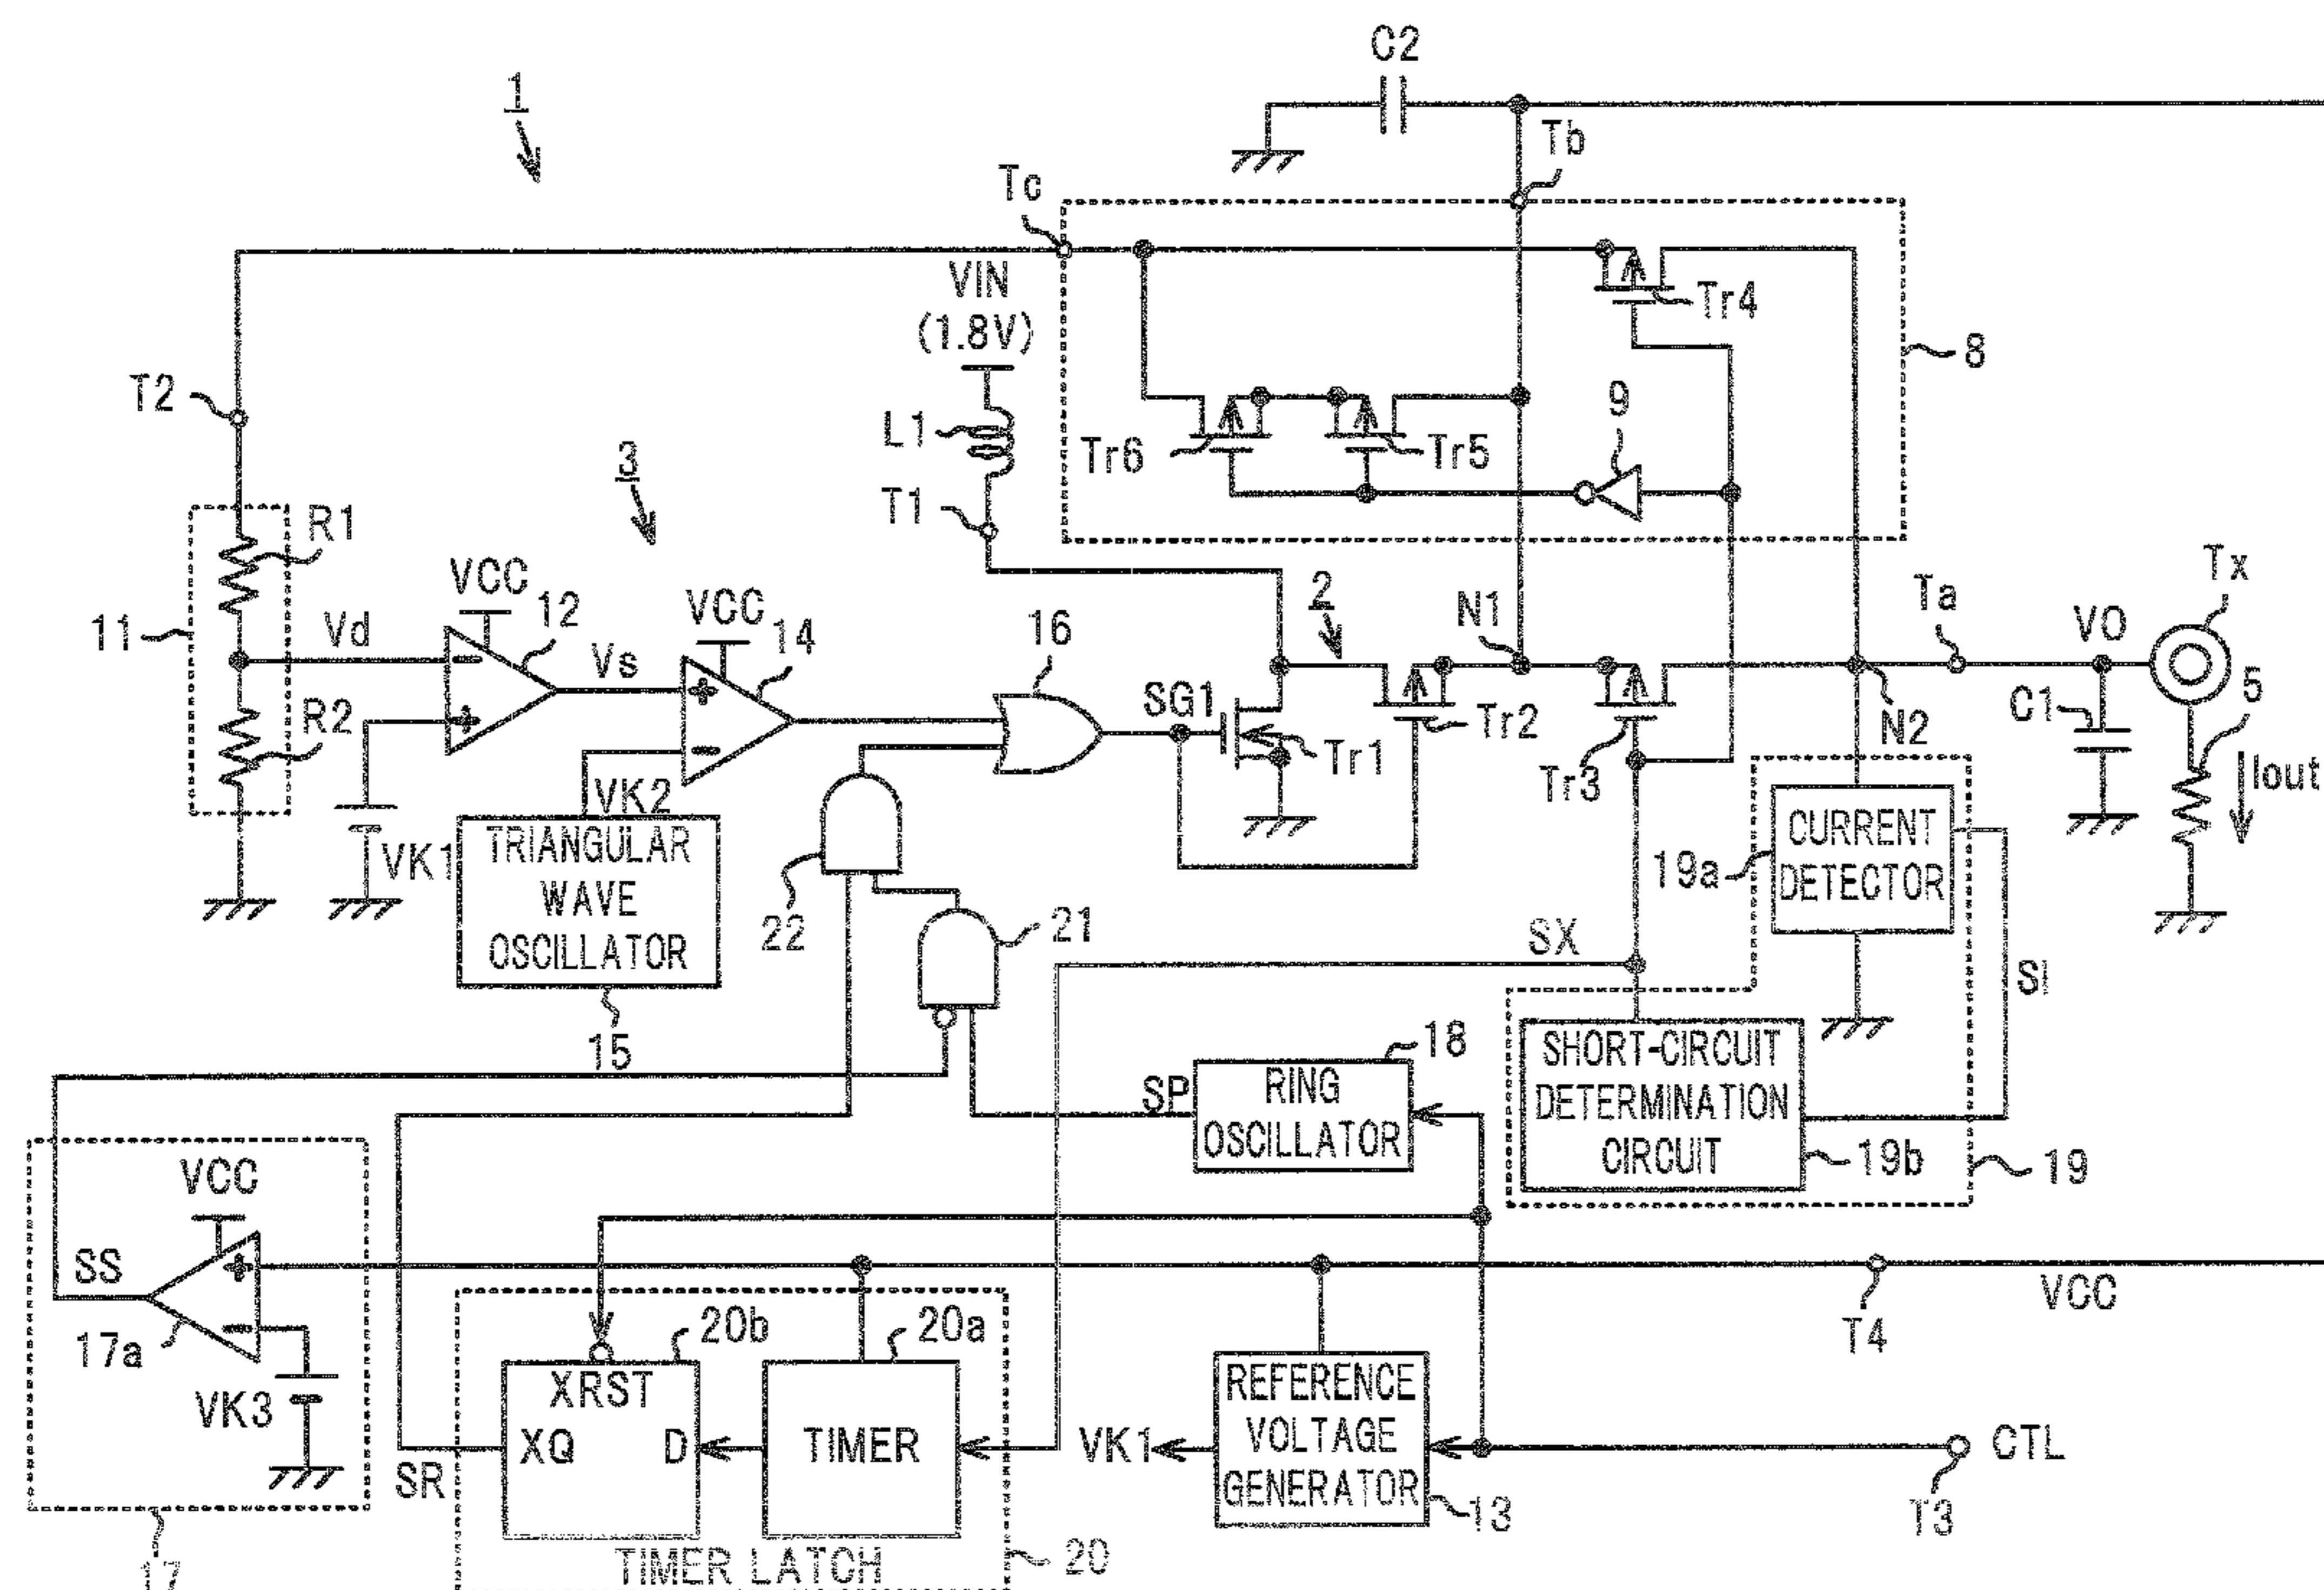 C2
1
Tb
Tc
VIN
(1.8V)
Tr4
8
T2
9
L1
Tr6
Tr5
3
T1
R1
Tx
VCC
12
2
N1
Ta
VO
VCC
14
16
11
Vd
Vs
5
SG1
R2
Tr1
Tr2
C1
N2
Tr3
Iout
VK2
VK1
TRIANGULAR
WAVE
OSCILLATOR
CURRENT
DETECTOR
19a
22
21
SX
SI
15
18
SHORT-CIRCUIT
DETERMINATION
CIRCUIT
SP
RING
OSCILLATOR
19b
19
VCC
SS
17a
20b
20a
VCC
T4
XRST
REFERENCE
VOLTAGE
GENERATOR
VK3
XQ
D
TIMER
VK1
CTL
SR
13
T3
17
TIMER LATCH
20